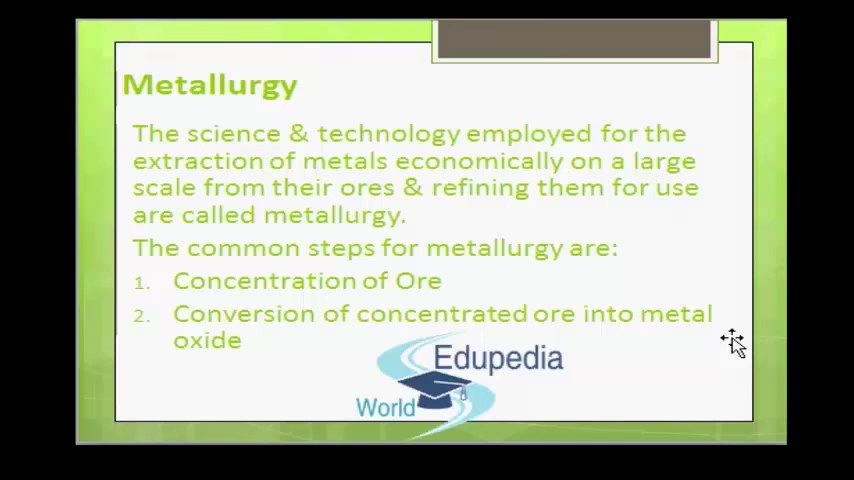 Metallurgy
The science & technology employed for the
extraction of metals economically on a large
scale from their ores & refining them for use
are called metallurgy.
The common steps for metallurgy are:
1. Concentration of Ore
2. Conversion of concentrated ore into metal
oxide
Edupedia
World